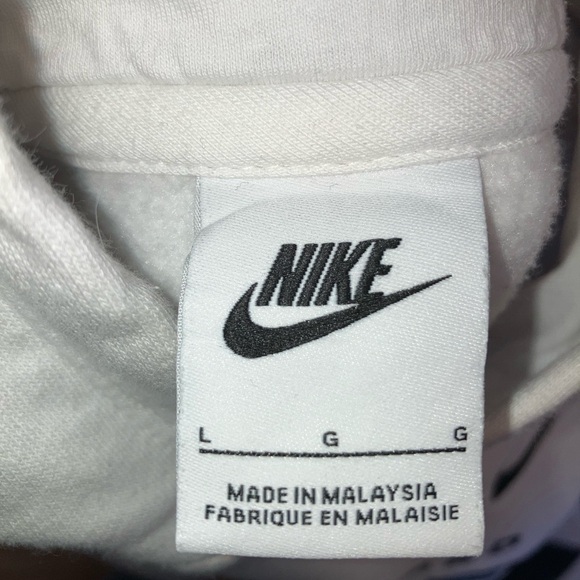 NIKE
L G G
MADE IN MALAYSIA
FABRIQUE EN MALAISIE